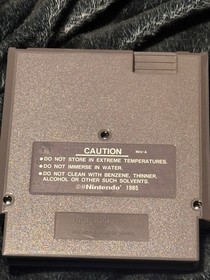 CAUTION REV-A
● DO NOT STORE IN EXTREME TEMPERATURES.
● DO NOT IMMERSE IN WATER.
● DO NOT CLEAN WITH BENZENE, THINNER,
ALCOHOL OR OTHER SUCH SOLVENTS.
©Nintendo® 1985